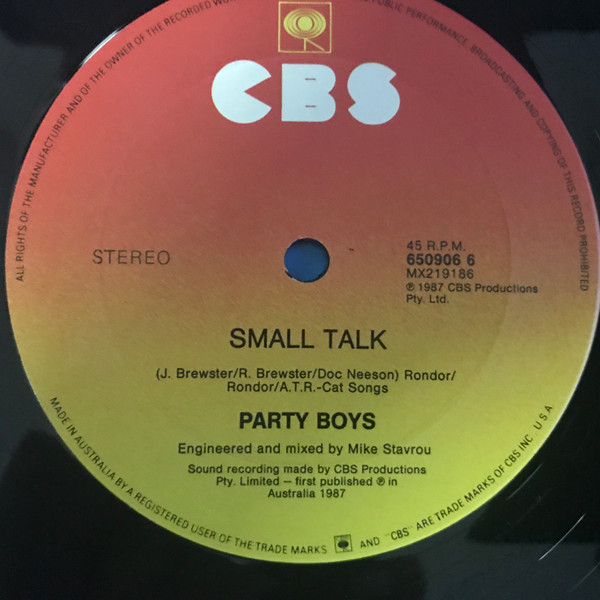 ALL RIGHTS OF THE MANUFACTURER AND OF THE OWNER OF THE RECORDED
PUBLIC PERFORMANCE, BROADCASTING AND COPYING OF THIS RECORD PROHIBITED
CBS
STEREO
45 R.P.M.
650906 6
MX219186
℗ 1987 CBS Productions
Pty. Ltd.
SMALL TALK
(J. Brewster/R. Brewster/Doc Neeson) Rondor/
Rondor/A.T.R.-Cat Songs
PARTY BOYS
Engineered and mixed by Mike Stavrou
Sound recording made by CBS Productions
Pty. Limited – first published ℗ in
Australia 1987
MADE IN AUSTRALIA BY A REGISTERED USER OF THE TRADE MARKS AND "CBS" ARE TRADE MARKS OF CBS INC U S A